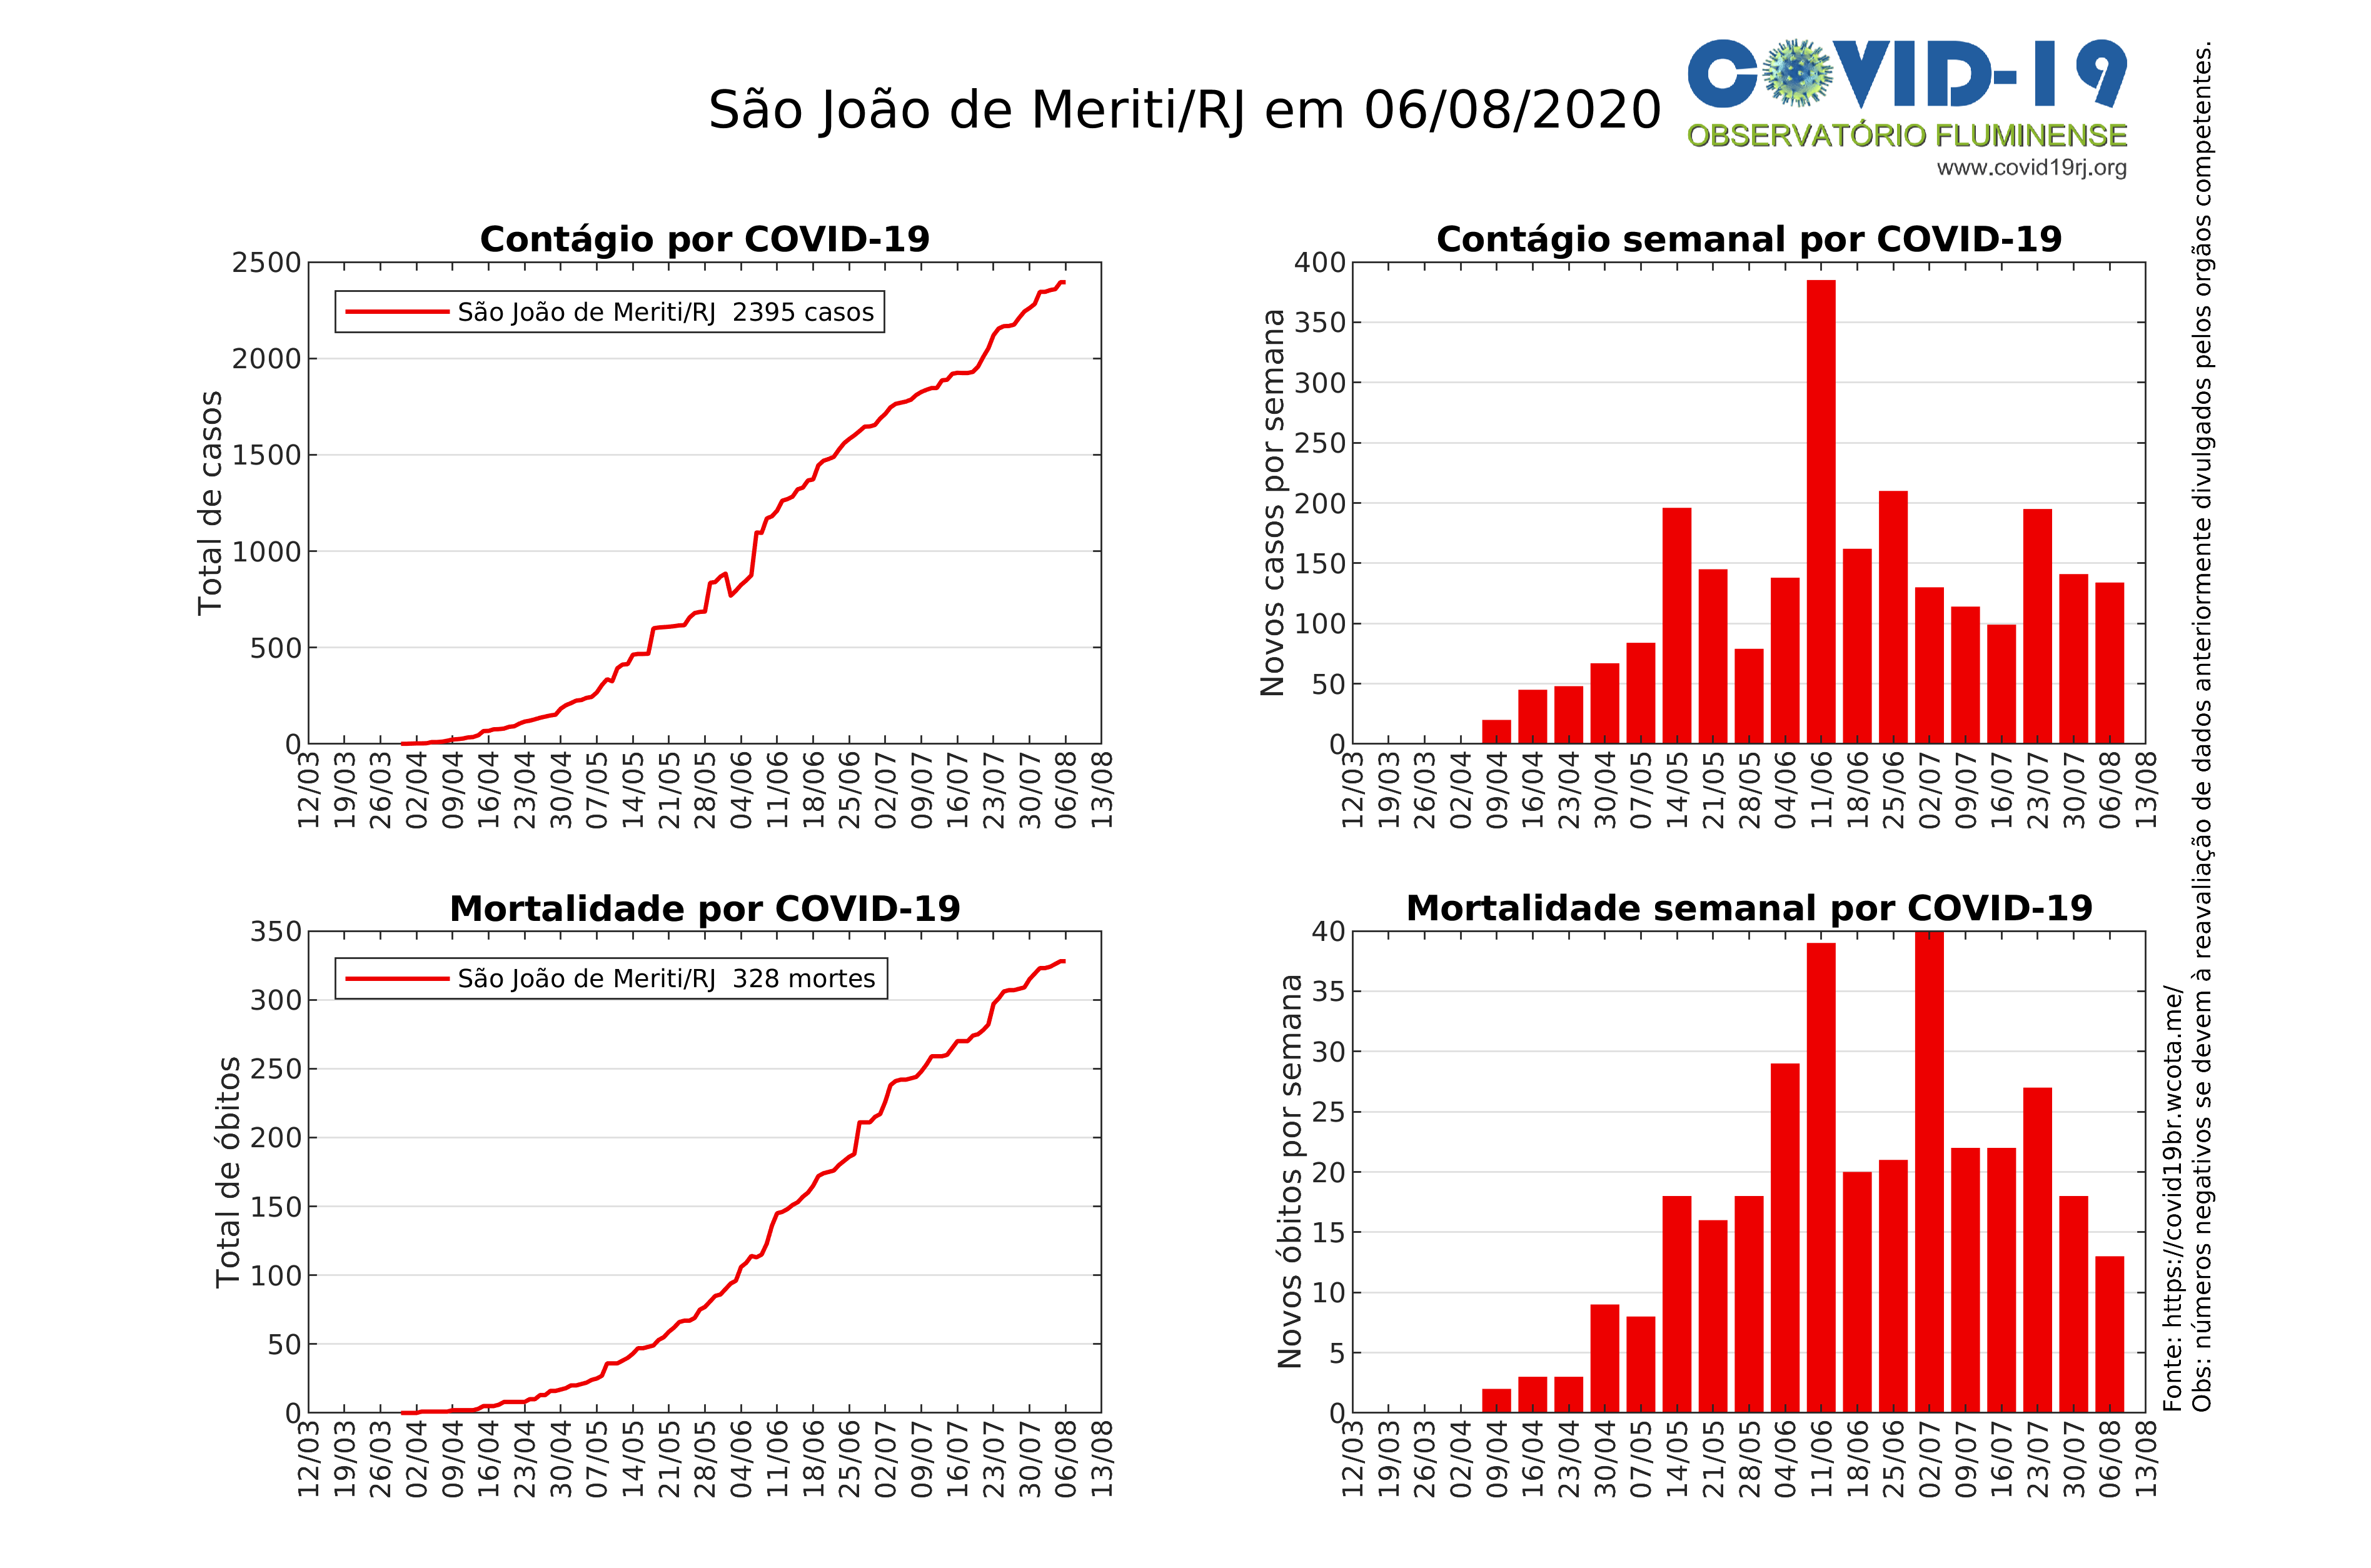 São João de Meriti/RJ em 06/08/2020
COVID-19
OBSERVATÓRIO FLUMINENSE
www.covid19rj.org
Contágio por COVID-19
Total de casos
2500
2000
1500
1000
500
0
São João de Meriti/RJ 2395 casos
12/03 19/03 26/03 02/04 09/04 16/04 23/04 30/04 07/05 14/05 21/05 28/05 04/06 11/06 18/06 25/06 02/07 09/07 16/07 23/07 30/07 06/08 13/08
Contágio semanal por COVID-19
Novos casos por semana
400
350
300
250
200
150
100
50
0
12/03 19/03 26/03 02/04 09/04 16/04 23/04 30/04 07/05 14/05 21/05 28/05 04/06 11/06 18/06 25/06 02/07 09/07 16/07 23/07 30/07 06/08 13/08
Mortalidade por COVID-19
Total de óbitos
350
300
250
200
150
100
50
0
São João de Meriti/RJ 328 mortes
12/03 19/03 26/03 02/04 09/04 16/04 23/04 30/04 07/05 14/05 21/05 28/05 04/06 11/06 18/06 25/06 02/07 09/07 16/07 23/07 30/07 06/08 13/08
Mortalidade semanal por COVID-19
Novos óbitos por semana
40
35
30
25
20
15
10
5
0
12/03 19/03 26/03 02/04 09/04 16/04 23/04 30/04 07/05 14/05 21/05 28/05 04/06 11/06 18/06 25/06 02/07 09/07 16/07 23/07 30/07 06/08 13/08
Fonte: https://covid19br.wcota.me/
Obs: números negativos se devem à reavaliação de dados anteriormente divulgados pelos orgãos competentes.